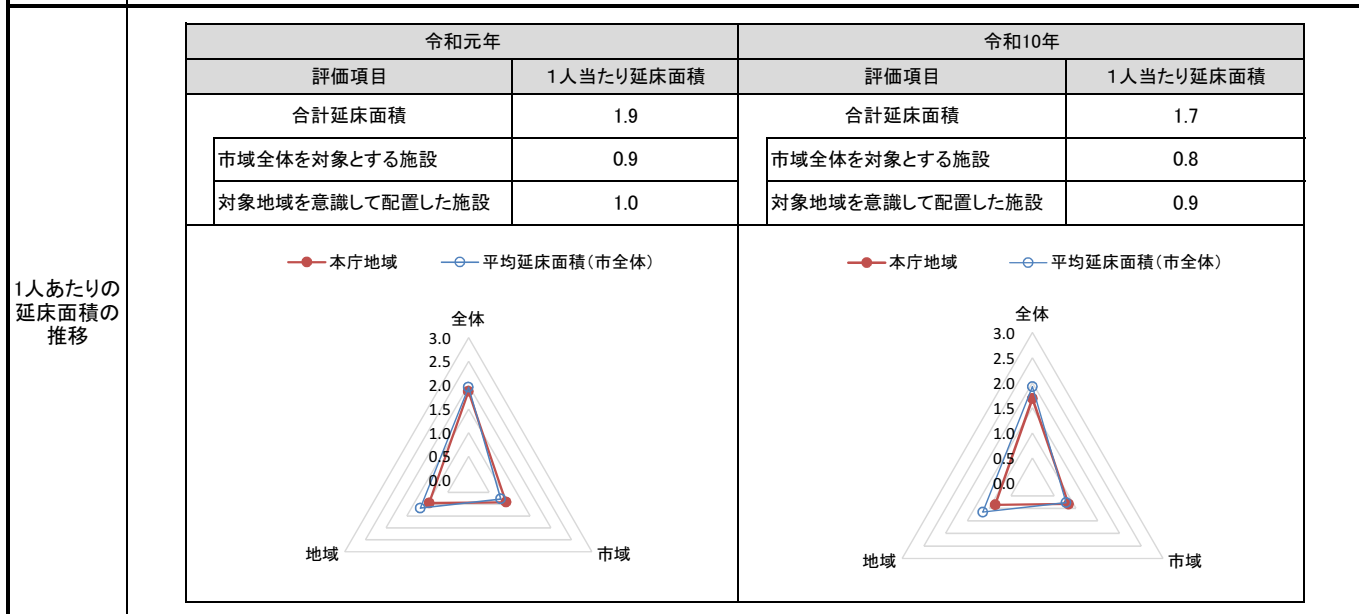 1人あたりの
延床面積の
推移
令和元年
令和10年
評価項目
1人当たり延床面積
評価項目
1人当たり延床面積
合計延床面積
1.9
合計延床面積
1.7
市域全体を対象とする施設
0.9
市域全体を対象とする施設
0.8
対象地域を意識して配置した施設
1.0
対象地域を意識して配置した施設
0.9
本庁地域
平均延床面積(市全体)
全体
3.0
2.5
2.0
1.5
1.0
0.5
0.0
地域
市域
本庁地域
平均延床面積(市全体)
全体
3.0
2.5
2.0
1.5
1.0
0.5
0.0
地域
市域